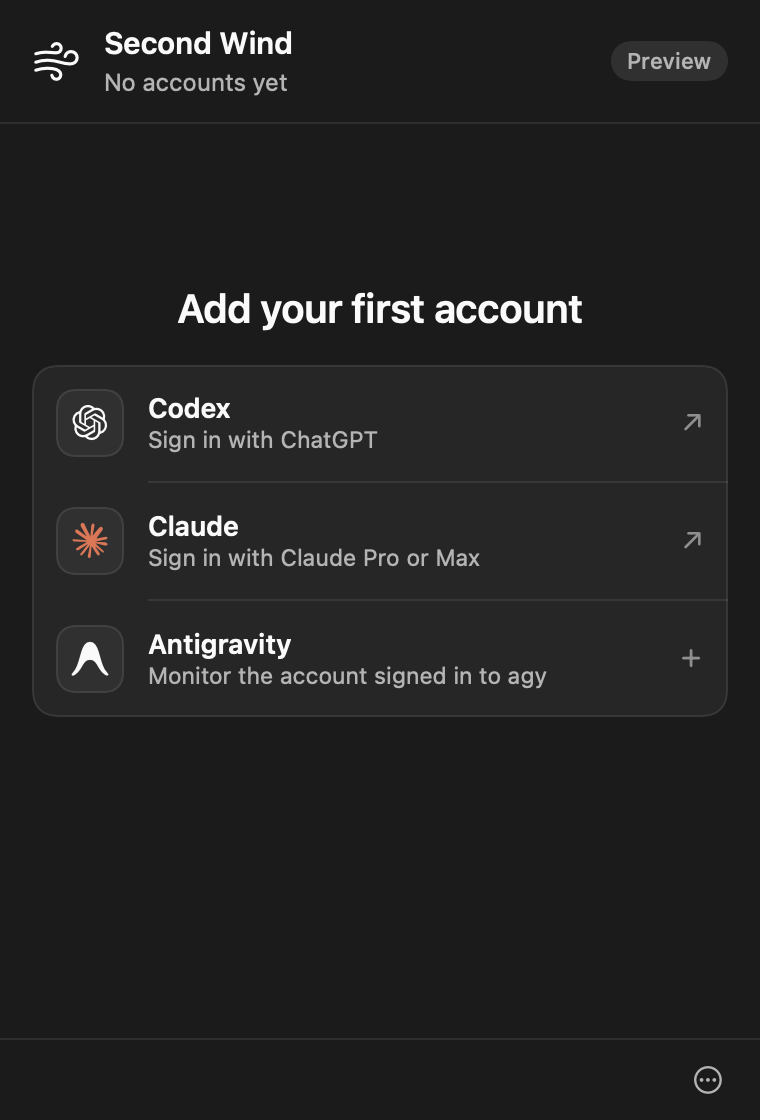 Second Wind
No accounts yet
Preview
Add your first account
Codex
Sign in with ChatGPT
Claude
Sign in with Claude Pro or Max
Antigravity
Monitor the account signed in to agy